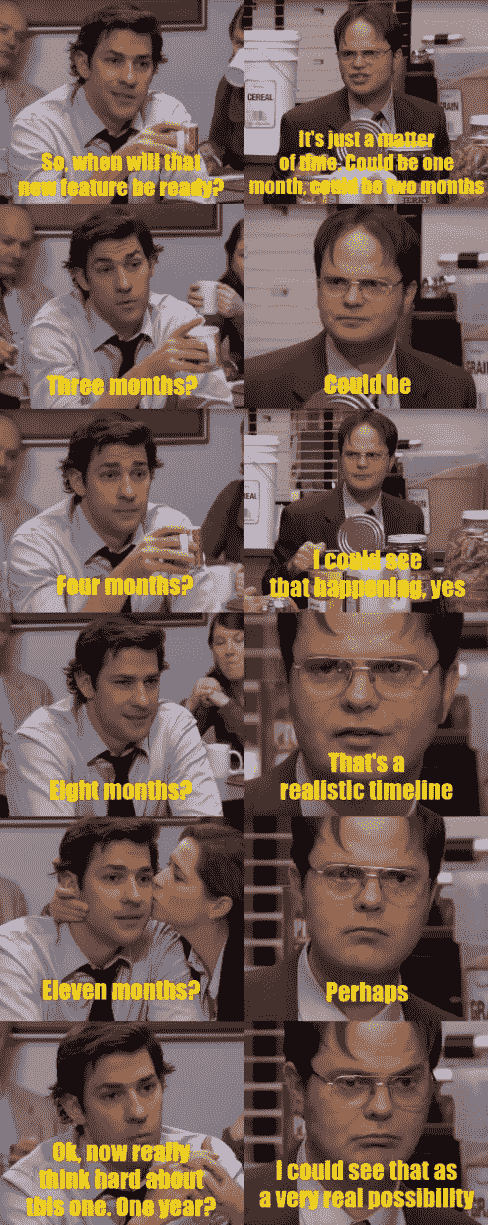 CEREAL
So, when will that
new feature be ready?
It's just a matter
of time. Could be one
month, could be two months
Three months?
Could be
Four months?
I could see
that happening, yes
Eight months?
That's a
realistic timeline
Eleven months?
Perhaps
Ok, now really
think hard about
this one. One year?
I could see that as
a very real possibility